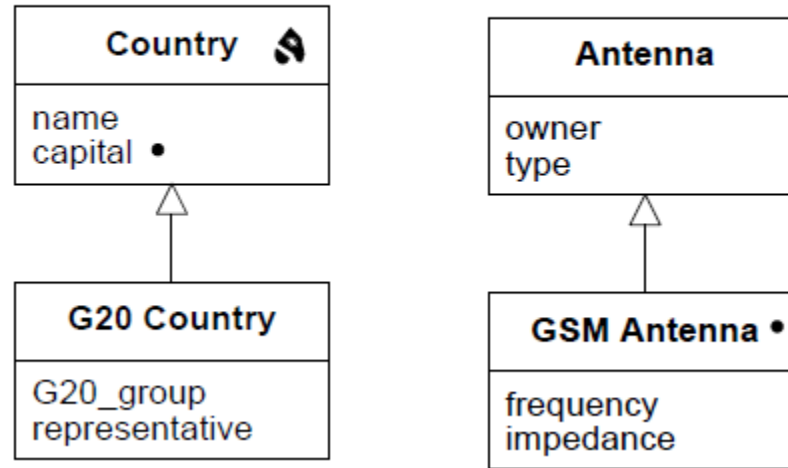 Country
name
capital
G20 Country
G20_group
representative
Antenna
owner
type
GSM Antenna
frequency
impedance